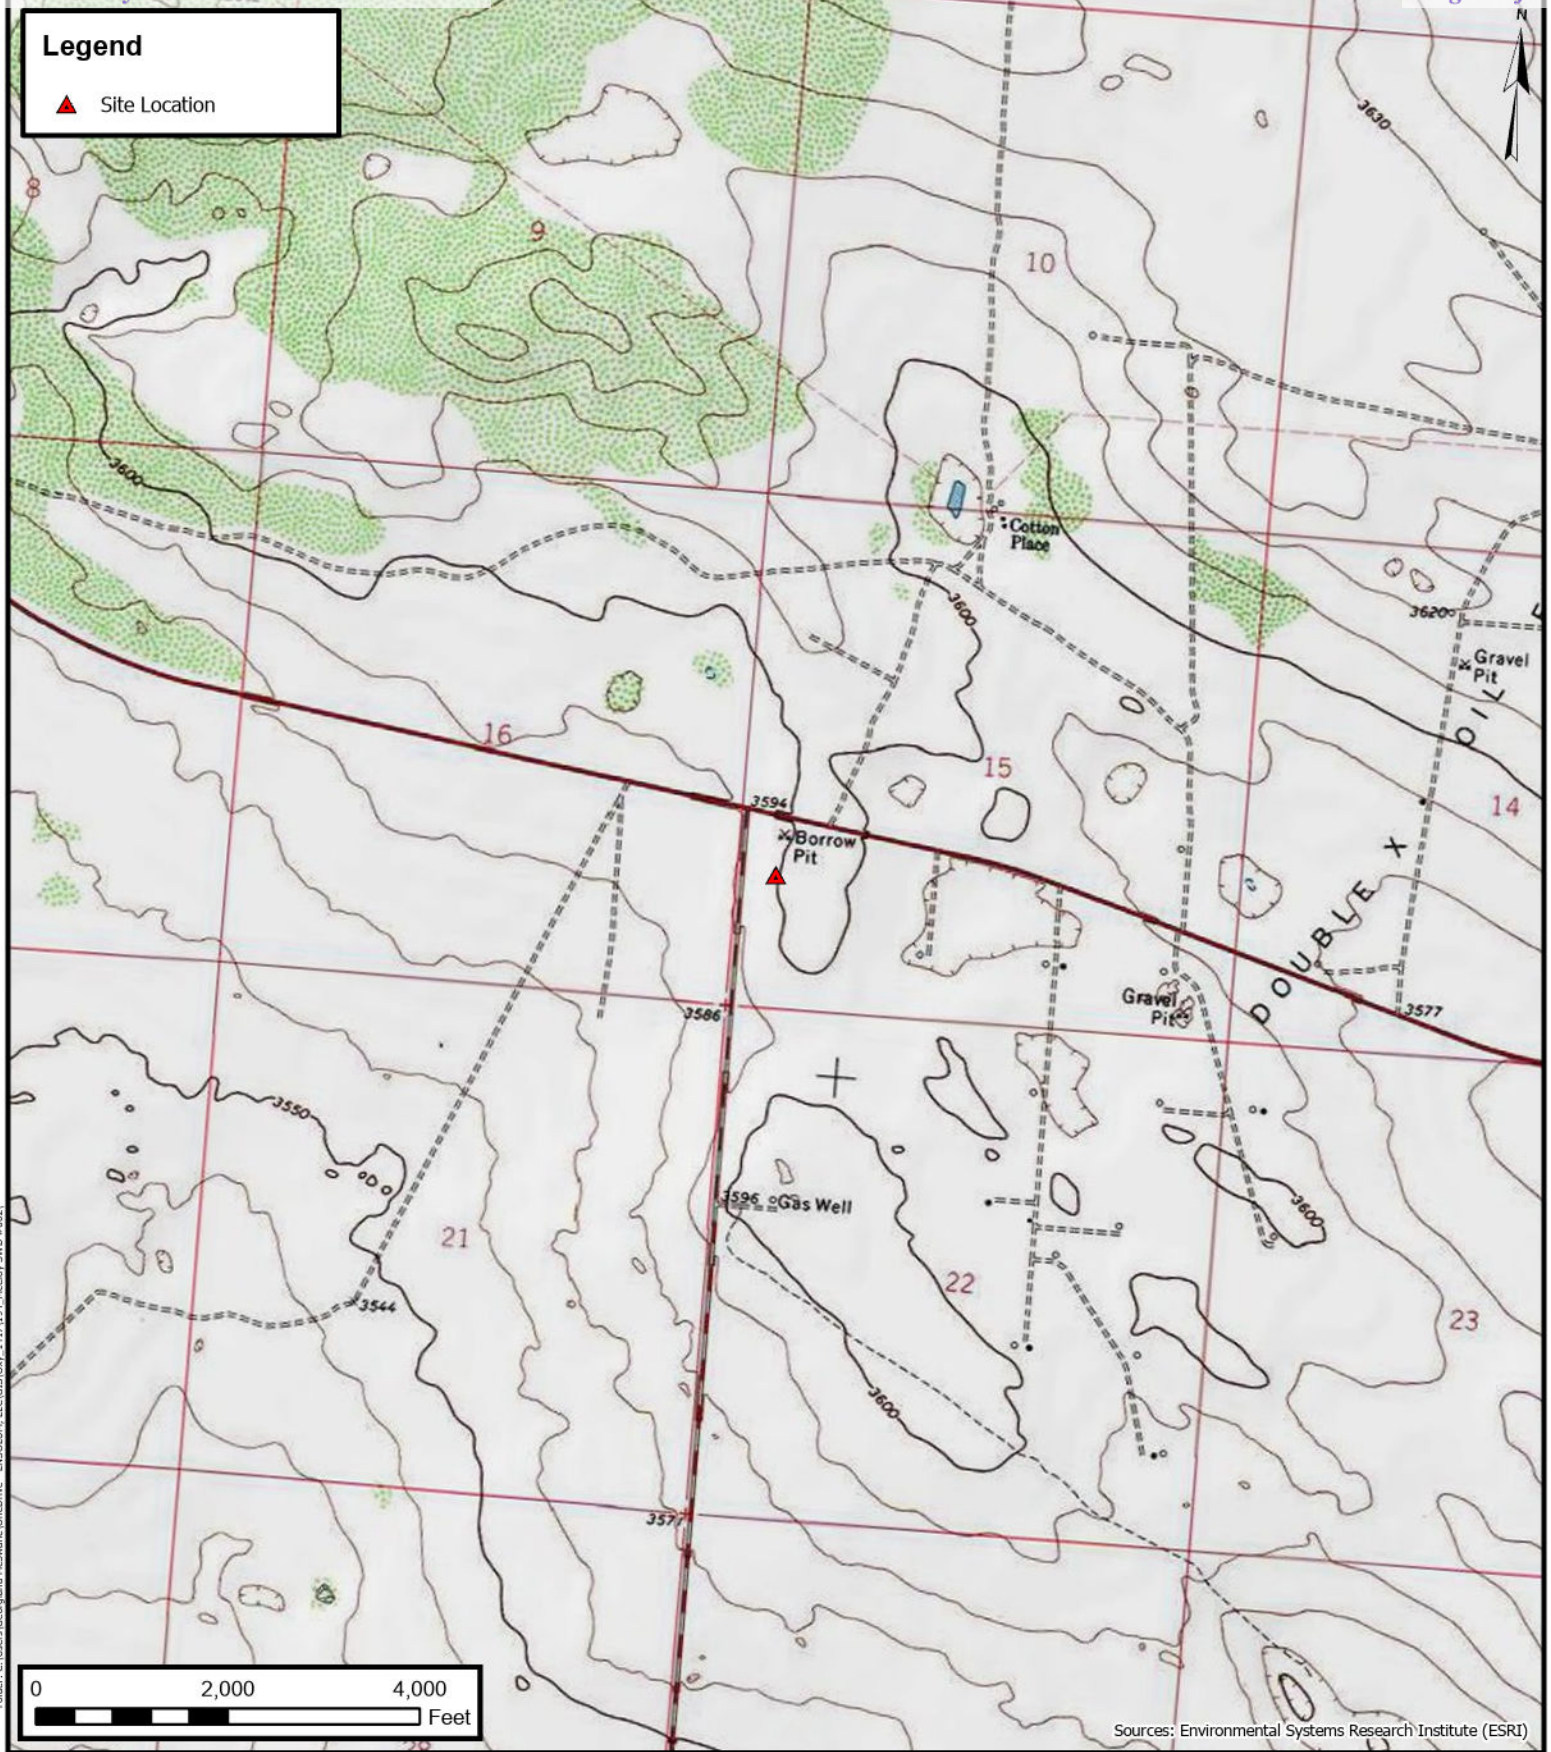 N
Legend
Site Location
3630
8
9
10
3600
Cotton
Place
3600
3620
Gravel
Pit
OIL
16
15
14
3594
Borrow
Pit
DOUBLE X
Gravel
Pit
3577
3586
3550
3596
Gas Well
3600
21
22
3544
23
3600
3577
0 2,000 4,000
Feet
Sources: Environmental Systems Research Institute (ESRI)